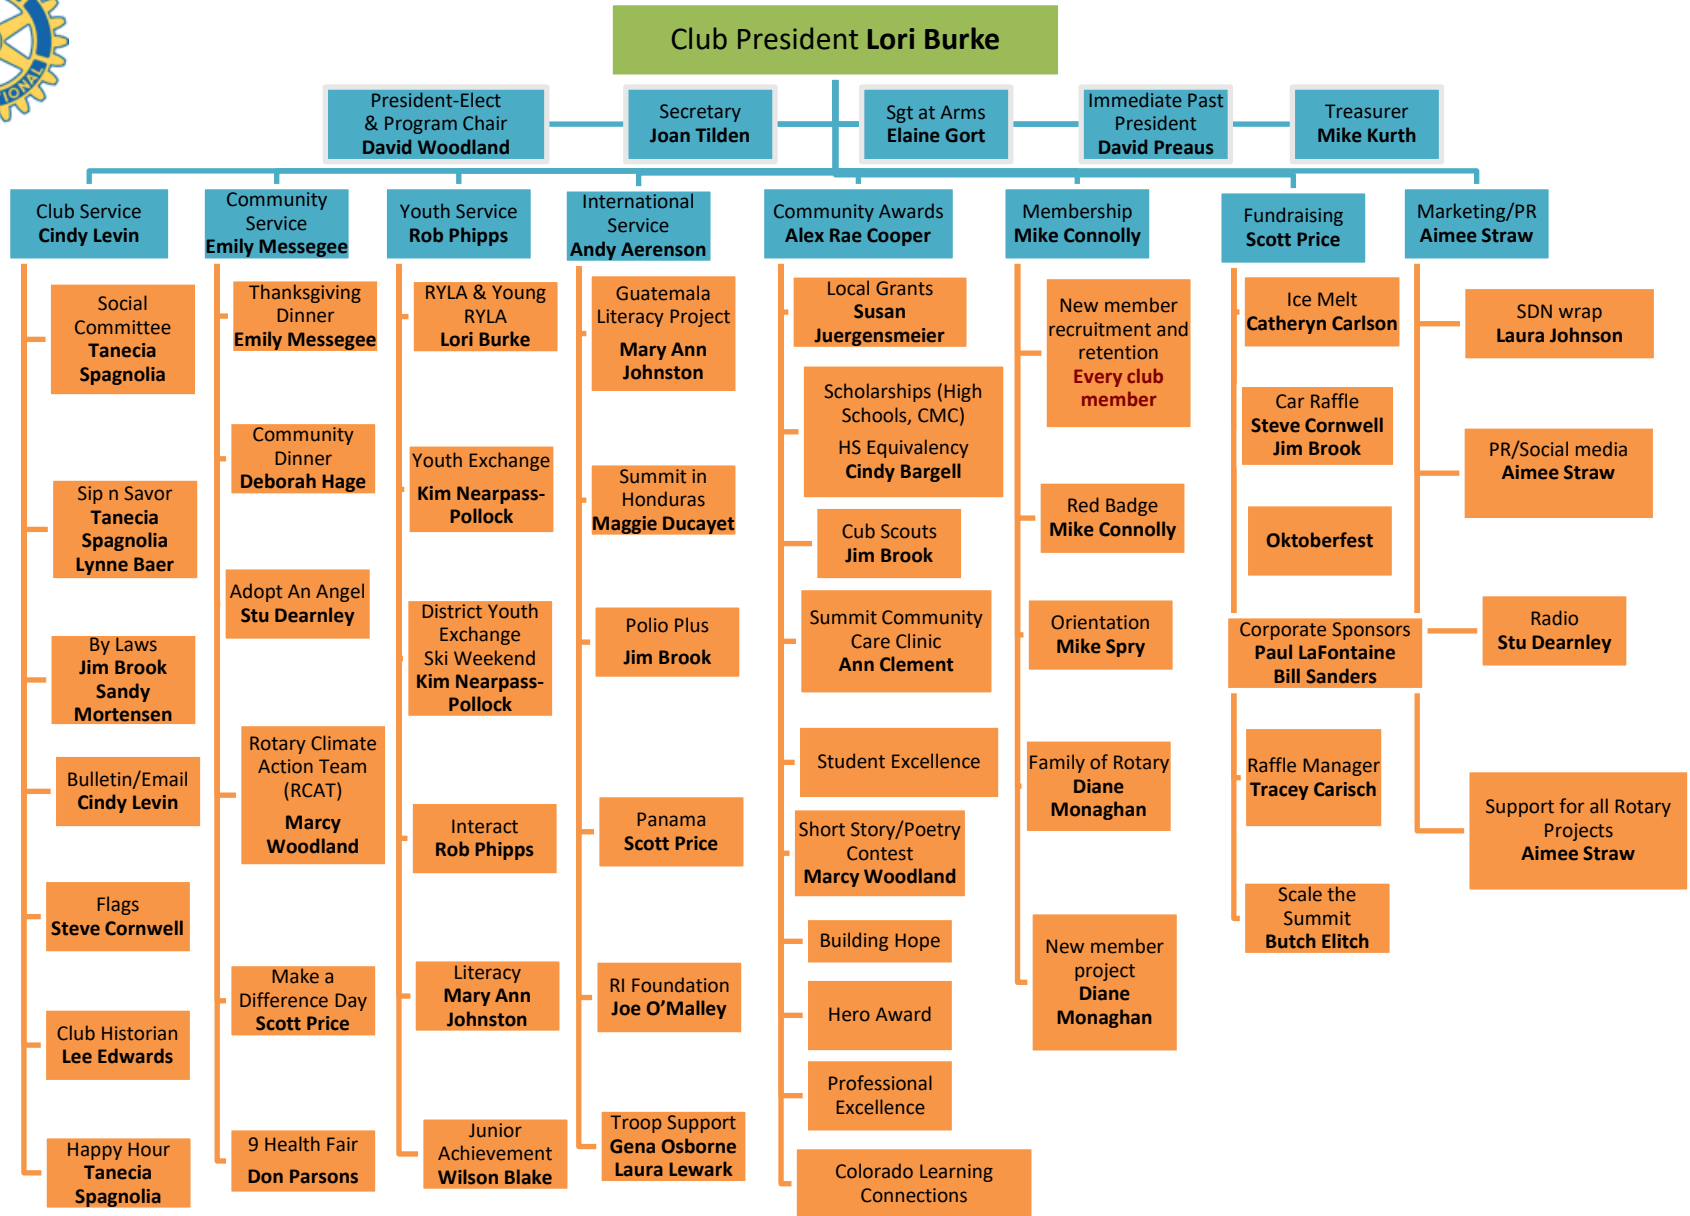 TIONAL
Club President Lori Burke
President-Elect
& Program Chair
David Woodland
Secretary
Joan Tilden
Sgt at Arms
Elaine Gort
Immediate Past
President
David Preaus
Treasurer
Mike Kurth
Club Service
Cindy Levin
Community
Service
Emily Messegee
Youth Service
Rob Phipps
International
Service
Andy Aerenson
Community Awards
Alex Rae Cooper
Membership
Mike Connolly
Fundraising
Scott Price
Marketing/PR
Aimee Straw
Social
Committee
Tanecia
Spagnolia
Sip n Savor
Tanecia
Spagnolia
Lynne Baer
By Laws
Jim Brook
Sandy
Mortensen
Bulletin/Email
Cindy Levin
Flags
Steve Cornwell
Club Historian
Lee Edwards
Happy Hour
Tanecia
Spagnolia
Thanksgiving
Dinner
Emily Messegee
Community
Dinner
Deborah Hage
Adopt An Angel
Stu Dearnley
Rotary Climate
Action Team
(RCAT)
Marcy
Woodland
Make a
Difference Day
Scott Price
9 Health Fair
Don Parsons
RYLA & Young
RYLA
Lori Burke
Youth Exchange
Kim Nearpass-
Pollock
District Youth
Exchange
Ski Weekend
Kim Nearpass-
Pollock
Interact
Rob Phipps
Literacy
Mary Ann
Johnston
Junior
Achievement
Wilson Blake
Guatemala
Literacy Project
Mary Ann
Johnston
Summit in
Honduras
Maggie Ducayet
Polio Plus
Jim Brook
Panama
Scott Price
RI Foundation
Joe O’Malley
Troop Support
Gena Osborne
Laura Lewark
Local Grants
Susan
Juergensmeier
Scholarships (High
Schools, CMC)
HS Equivalency
Cindy Bargell
Cub Scouts
Jim Brook
Summit Community
Care Clinic
Ann Clement
Student Excellence
Short Story/Poetry
Contest
Marcy Woodland
Building Hope
Hero Award
Professional
Excellence
Colorado Learning
Connections
New member
recruitment and
retention
Every club
member
Red Badge
Mike Connolly
Orientation
Mike Spry
Family of Rotary
Diane
Monaghan
New member
project
Diane
Monaghan
Ice Melt
Catheryn Carlson
Car Raffle
Steve Cornwell
Jim Brook
Oktoberfest
Corporate Sponsors
Paul LaFontaine
Bill Sanders
Raffle Manager
Tracey Carisch
Scale the
Summit
Butch Elitch
SDN wrap
Laura Johnson
PR/Social media
Aimee Straw
Radio
Stu Dearnley
Support for all Rotary
Projects
Aimee Straw